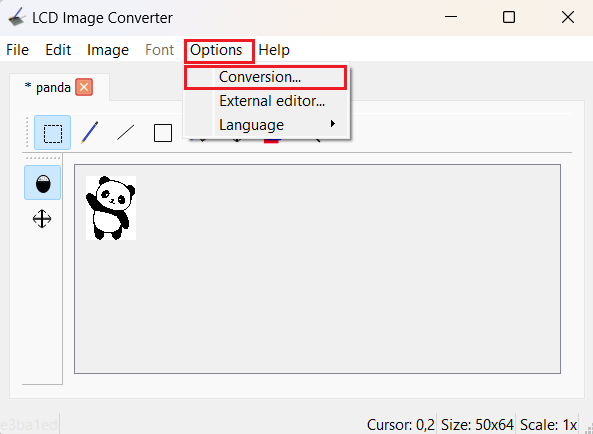 LCD Image Converter
File Edit Image Font Options Help
Conversion...
* panda
External editor...
Language
e3ba1ed
Cursor: 0,2 Size: 50x64 Scale: 1x